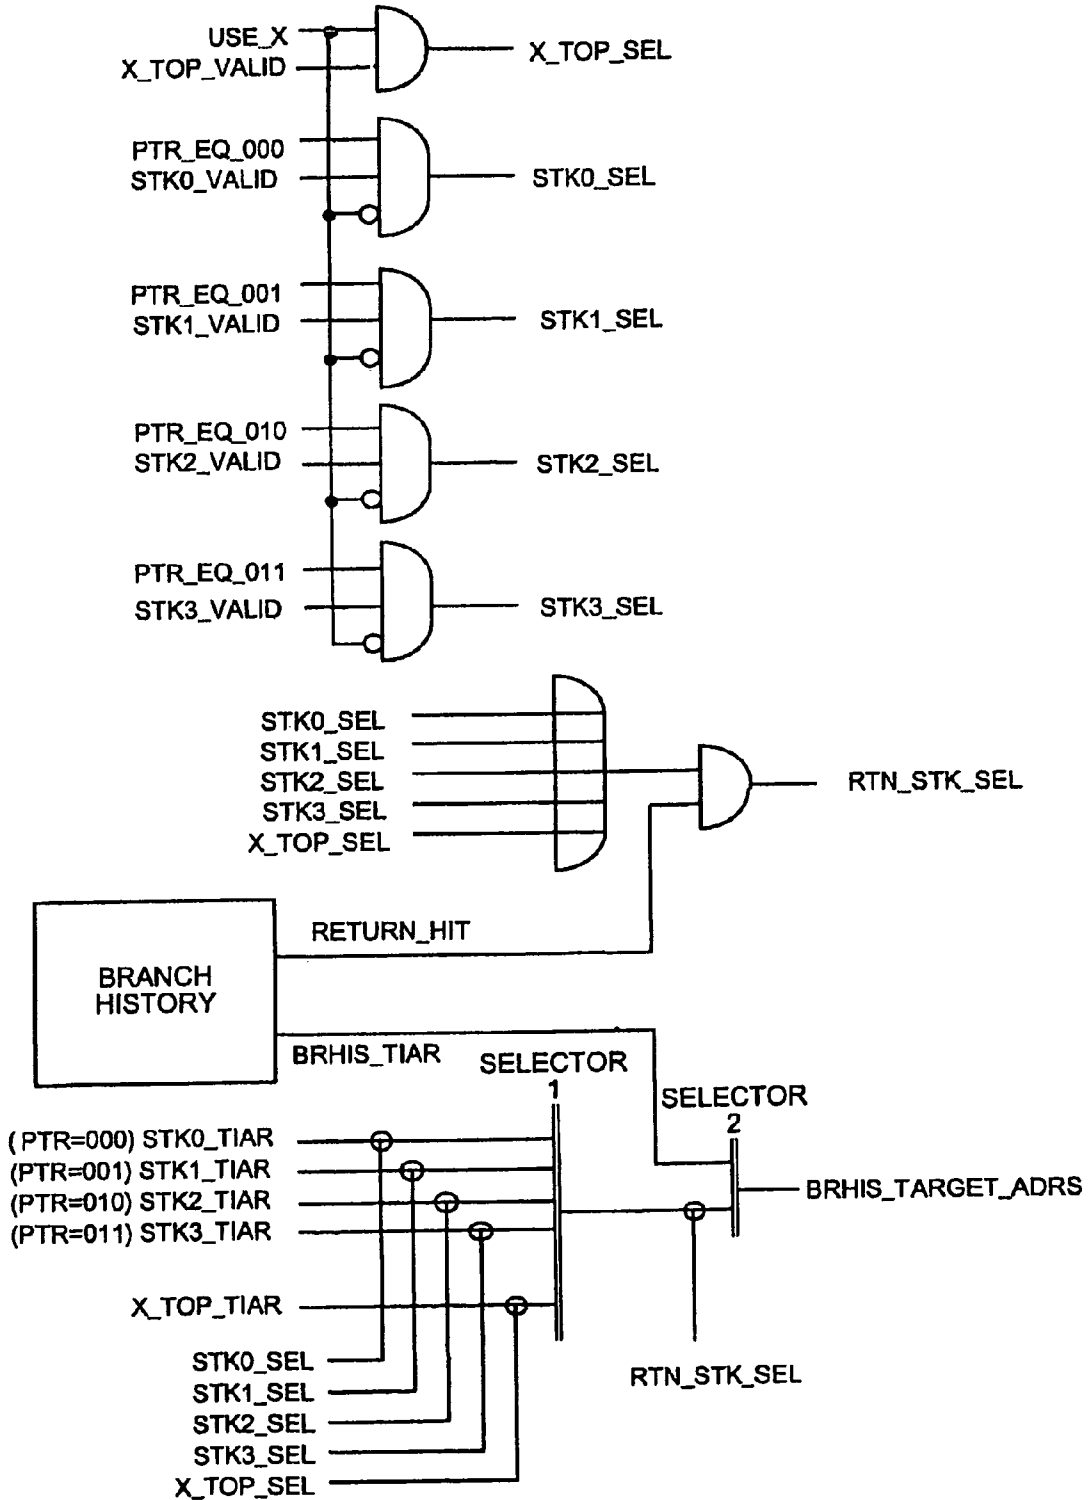 USE_X
X_TOP_VALID
X_TOP_SEL
PTR_EQ_000
STK0_VALID
STK0_SEL
PTR_EQ_001
STK1_VALID
STK1_SEL
PTR_EQ_010
STK2_VALID
STK2_SEL
PTR_EQ_011
STK3_VALID
STK3_SEL
STK0_SEL
STK1_SEL
STK2_SEL
STK3_SEL
X_TOP_SEL
RTN_STK_SEL
RETURN_HIT
BRANCH
HISTORY
BRHIS_TIAR
SELECTOR
1
SELECTOR
2
(PTR=000) STK0_TIAR
(PTR=001) STK1_TIAR
(PTR=010) STK2_TIAR
(PTR=011) STK3_TIAR
BRHIS_TARGET_ADRS
X_TOP_TIAR
STK0_SEL
STK1_SEL
STK2_SEL
STK3_SEL
X_TOP_SEL
RTN_STK_SEL